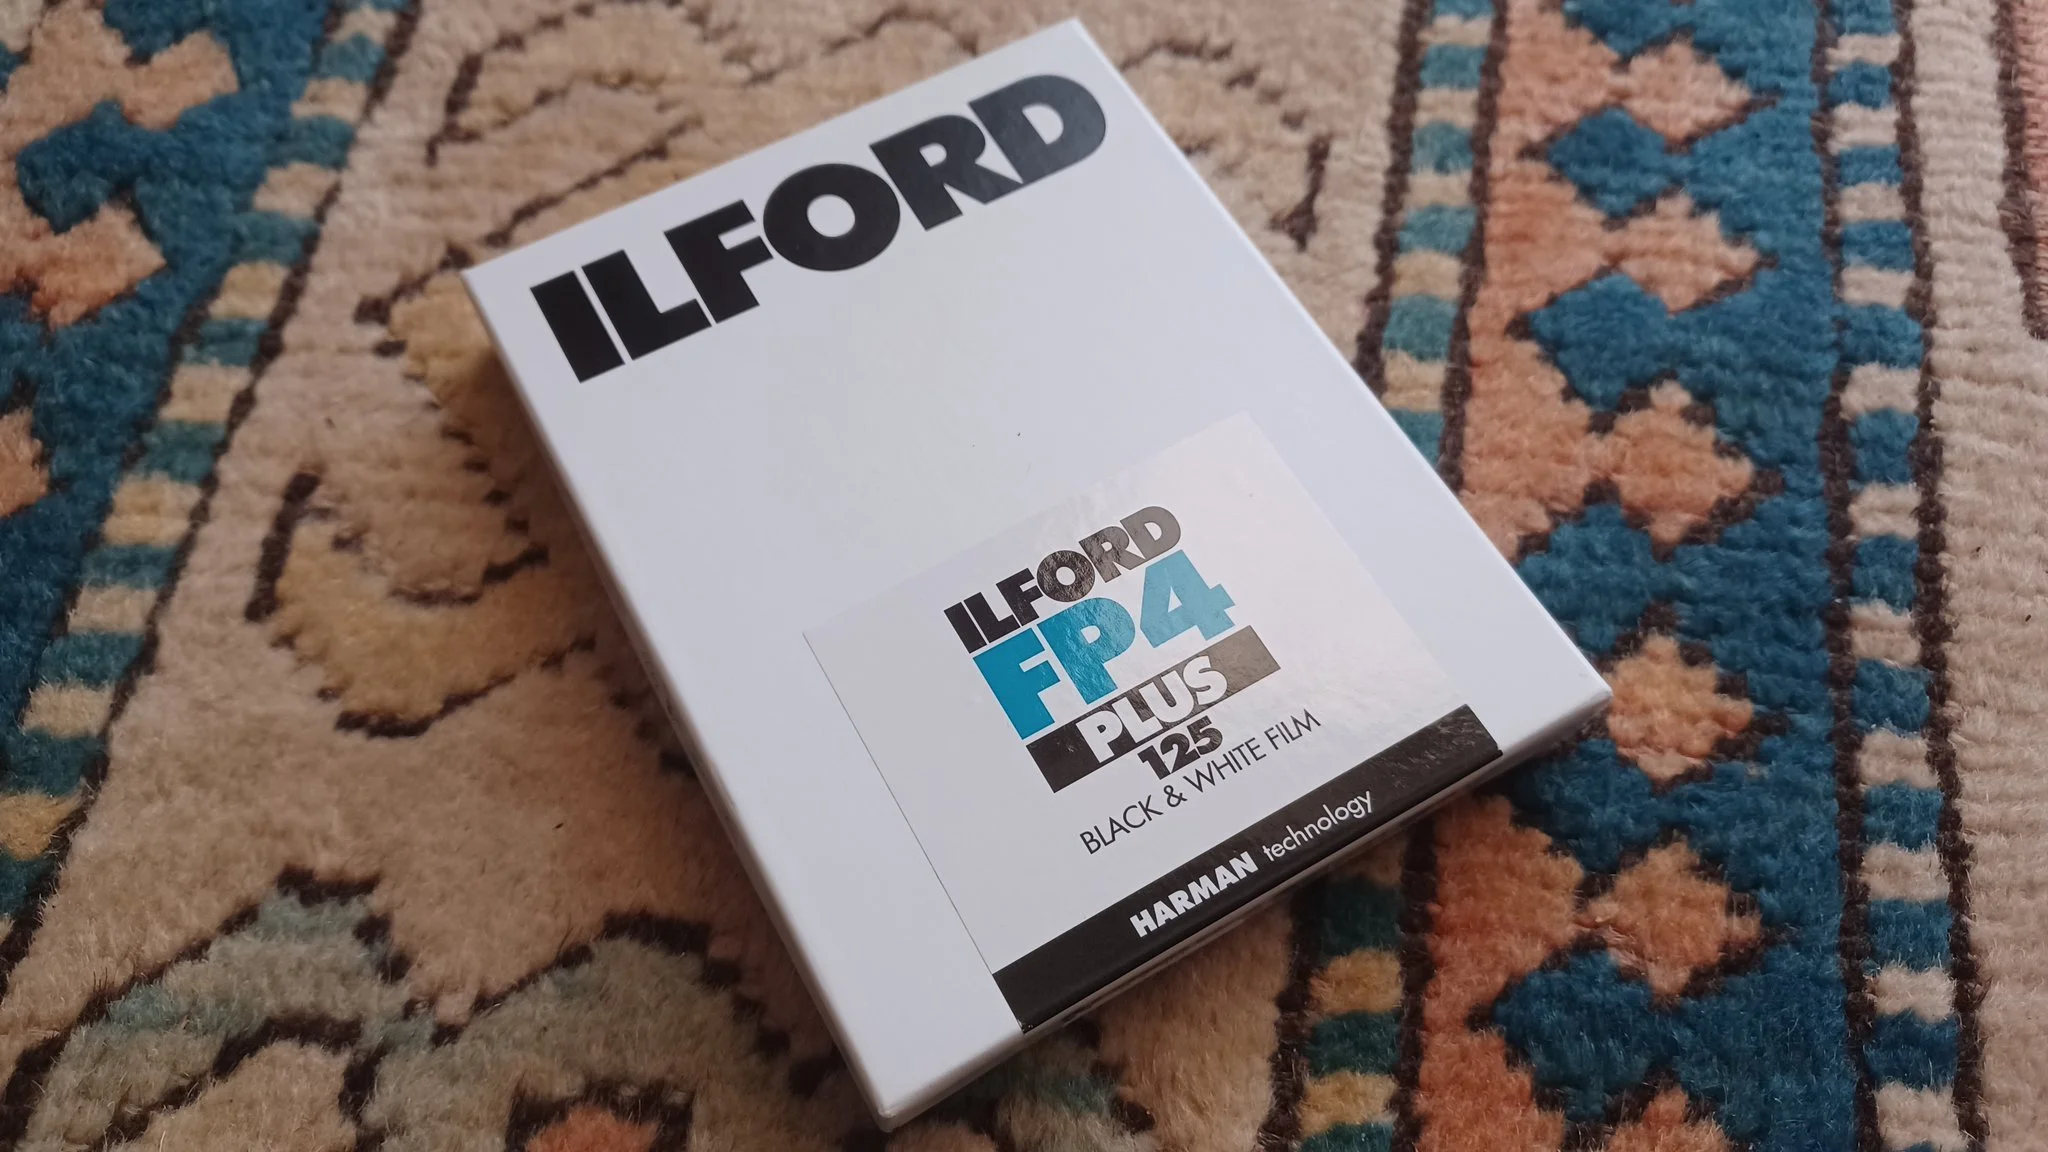 ILFORD
ILFORD
FP4
PLUS
125
BLACK & WHITE FILM
HARMAN technology